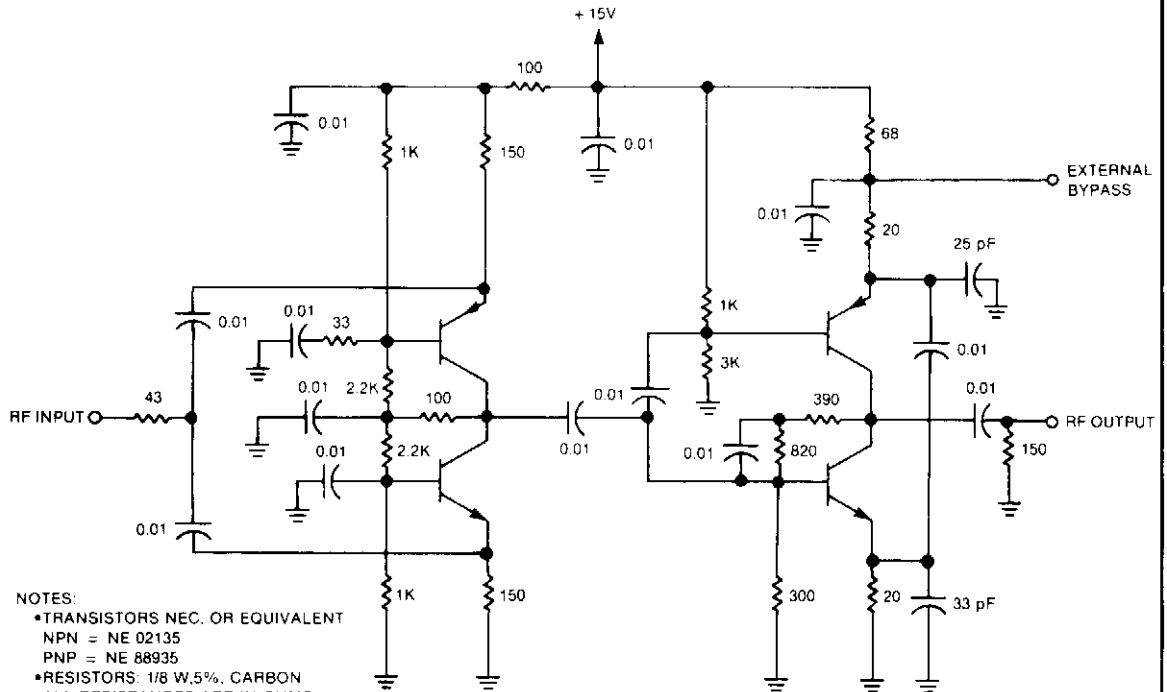 + 15V
100
0.01
1K
150
0.01
68
EXTERNAL
BYPASS
0.01
20
25 pF
0.01
0.01
33
1K
3K
0.01
2.2K
0.01
0.01
0.01
43
RF INPUT
100
390
RF OUTPUT
0.01
2.2K
0.01
0.01
820
150
0.01
1K
150
300
20
33 pF
NOTES:
•TRANSISTORS NEC, OR EQUIVALENT
NPN = NE 02135
PNP = NE 88935
•RESISTORS: 1/8 W,5%, CARBON